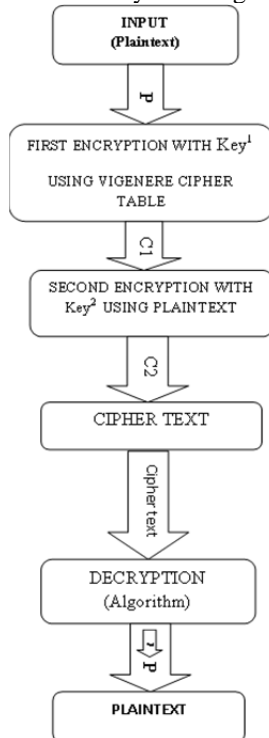 INPUT
(Plaintext)
P
FIRST ENCRYPTION WITH Key¹
USING VIGENERE CIPHER
TABLE
C1
SECOND ENCRYPTION WITH
Key² USING PLAINTEXT
C2
CIPHER TEXT
Ciphertext
DECRYPTION
(Algorithm)
, P
PLAINTEXT